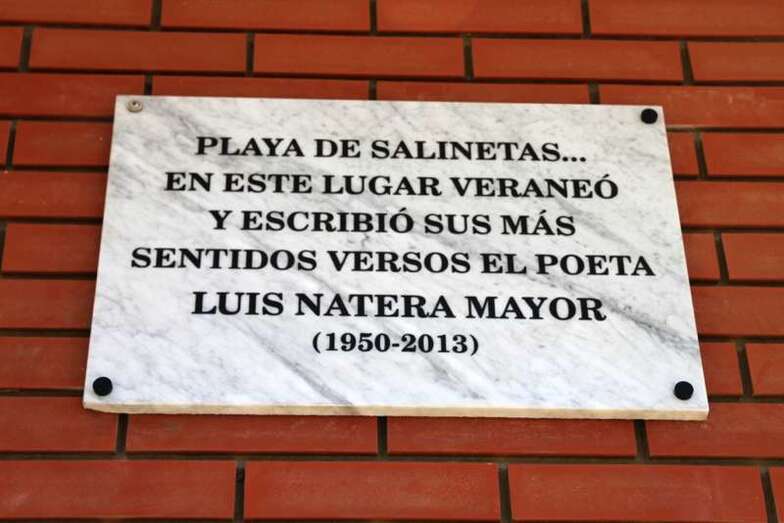 PLAYA DE SALINETAS...
EN ESTE LUGAR VERANEÓ
Y ESCRIBIÓ SUS MÁS
SENTIDOS VERSOS EL POETA
LUIS NATERA MAYOR
(1950-2013)